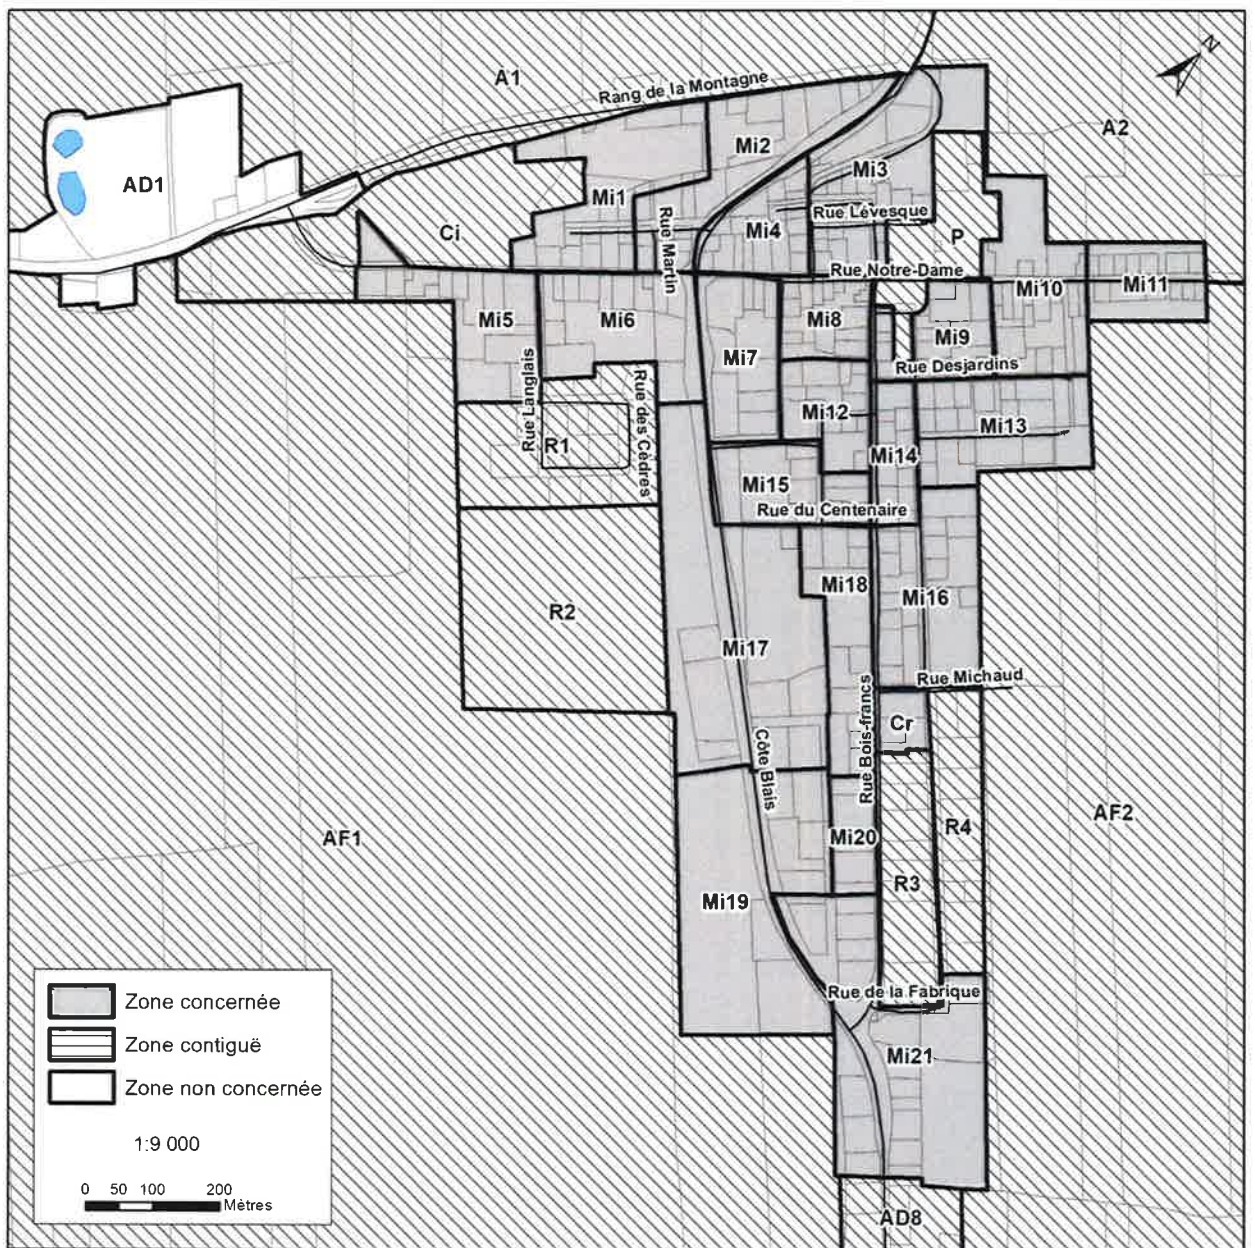 N
A1
Rang de la Montagne
A2
Mi2
Mi3
AD1
Mi1
Rue Martin
Rue Lévesque
Ci
Mi4
P
Rue Notre-Dame
Mi10
Mi11
Mi5
Mi6
Mi8
Mi9
Mi7
Rue Langlais
Rue des Cèdres
Rue Desjardins
Mi12
Mi13
R1
Mi14
Mi15
Rue du Centenaire
R2
Mi18
Mi16
Mi17
Rue Michaud
Cr
Côte Blais
Rue Bois-francs
AF1
AF2
Mi20
R4
R3
Mi19
Rue de la Fabrique
Mi21
AD8
Zone concernée
Zone contiguë
Zone non concernée
1:9 000
0 50 100 200
Mètres